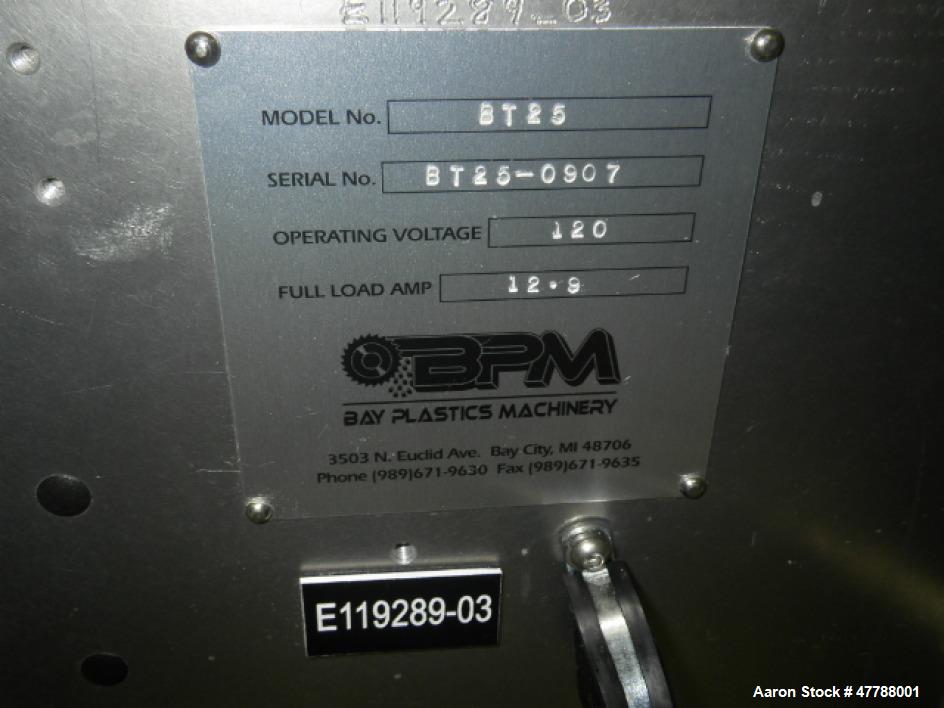 E119289-03
MODEL No. BT25
SERIAL No. BT25-0907
OPERATING VOLTAGE 120
FULL LOAD AMP 12.9
BPM
BAY PLASTICS MACHINERY
3503 N. Euclid Ave. Bay City, MI 48706
Phone (989)671-9630 Fax (989)671-9635
E119289-03
Aaron Stock # 47788001